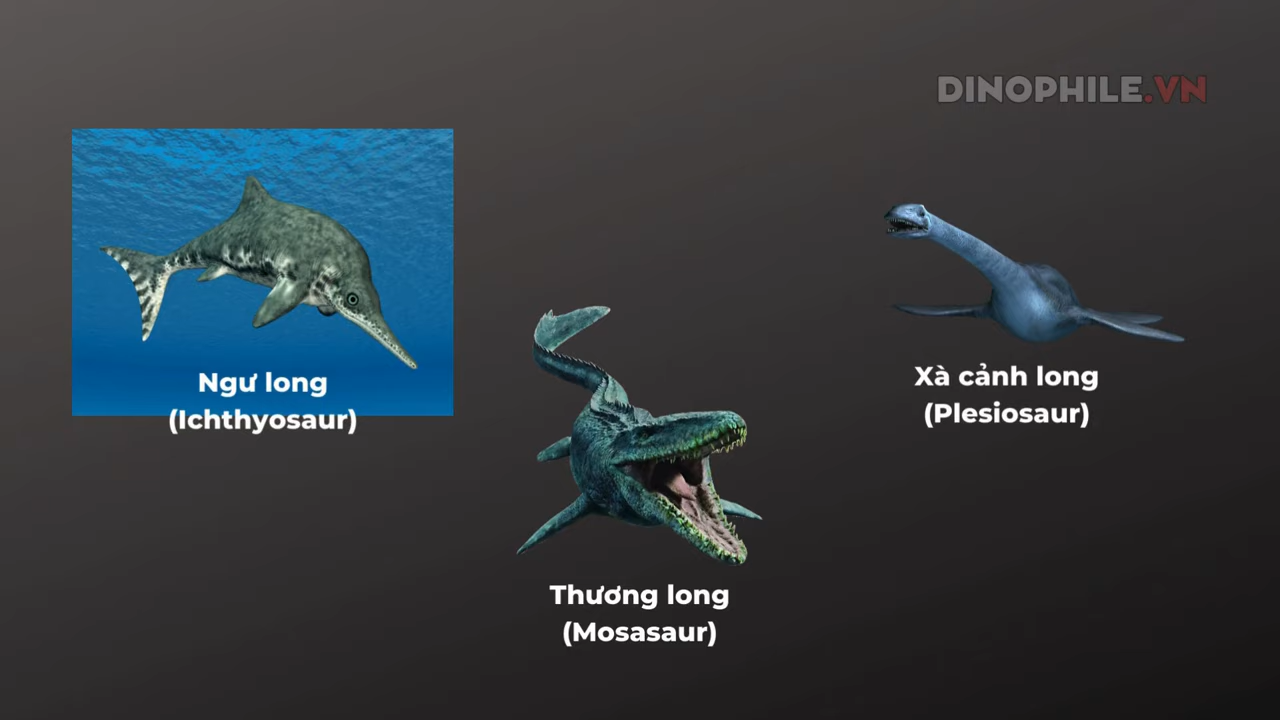 DINOPHILE.VN
Ngư long
(Ichthyosaur)
Xà cảnh long
(Plesiosaur)
Thương long
(Mosasaur)